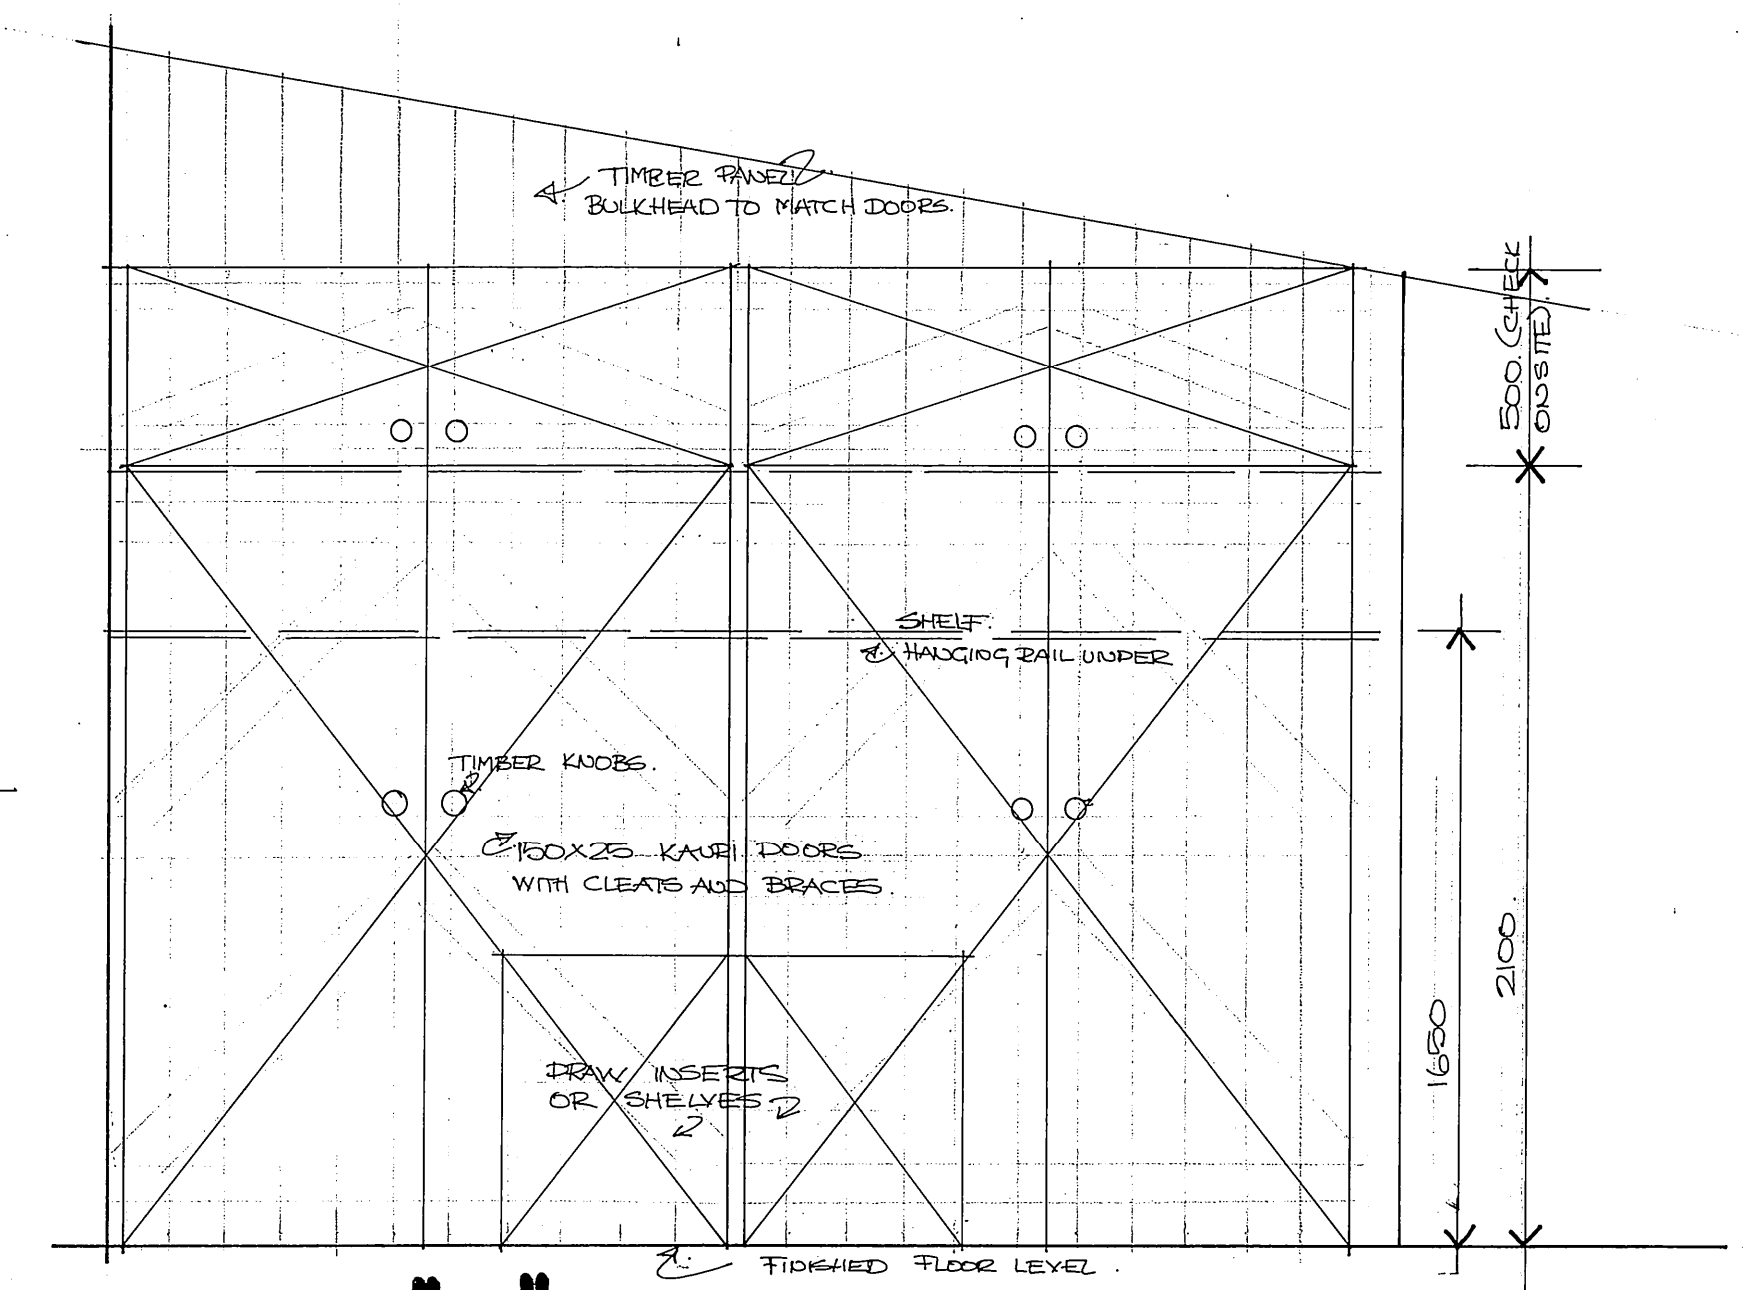 TIMBER PANEL
BULKHEAD TO MATCH DOORS.
500. (CHECK
ONSITE).
SHELF.
HANGING RAIL UNDER
TIMBER KNOBS.
150X25 KAURI DOORS
WITH CLEATS AND BRACES.
2100.
1650
DRAW INSERTS
OR SHELVES
FINISHED FLOOR LEVEL.